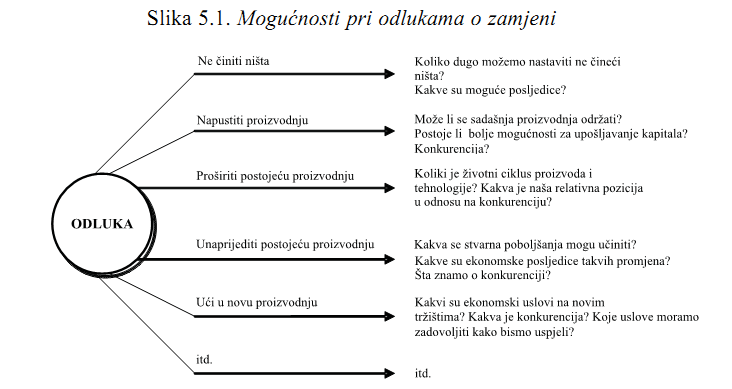 Slika 5.1. Mogućnosti pri odlukama o zamjeni
Ne činiti ništa
Koliko dugo možemo nastaviti ne čineći
ništa?
Kakve su moguće posljedice?
Napustiti proizvodnju
Može li se sadašnja proizvodnja održati?
Postoje li bolje mogućnosti za upošljavanje kapitala?
Konkurencija?
Proširiti postojeću proizvodnju
Koliki je životni ciklus proizvoda i
tehnologije? Kakva je naša relativna pozicija
u odnosu na konkurenciju?
ODLUKA
Unaprijediti postojeću proizvodnju
Kakva se stvarna poboljšanja mogu učiniti?
Kakve su ekonomske posljedice takvih promjena?
Šta znamo o konkurenciji?
Ući u novu proizvodnju
Kakvi su ekonomski uslovi na novim
tržištima? Kakva je konkurencija? Koje uslove moramo
zadovoljiti kako bismo uspjeli?
itd.
itd.